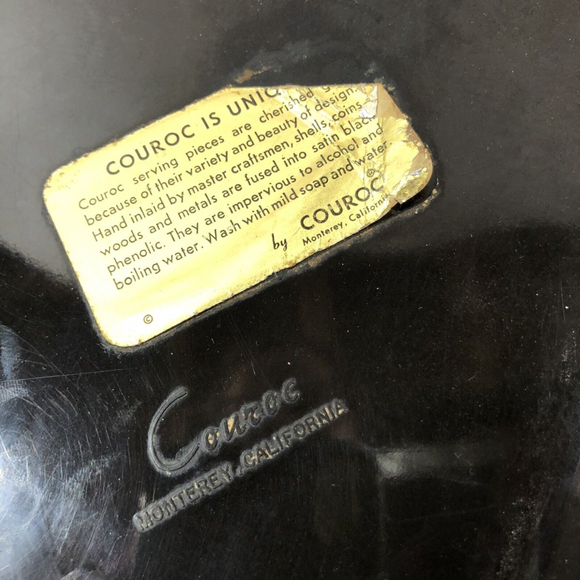 COUROC IS UNIQ
Couroc serving pieces are cherished g
because of their variety and beauty of design.
Hand inlaid by master craftsmen, shells, coins,
woods and metals are fused into satin black
phenolic. They are impervious to alcohol and
boiling water. Wash with mild soap and water.
by COUROC®
Monterey, California
©
Couroc
MONTEREY, CALIFORNIA